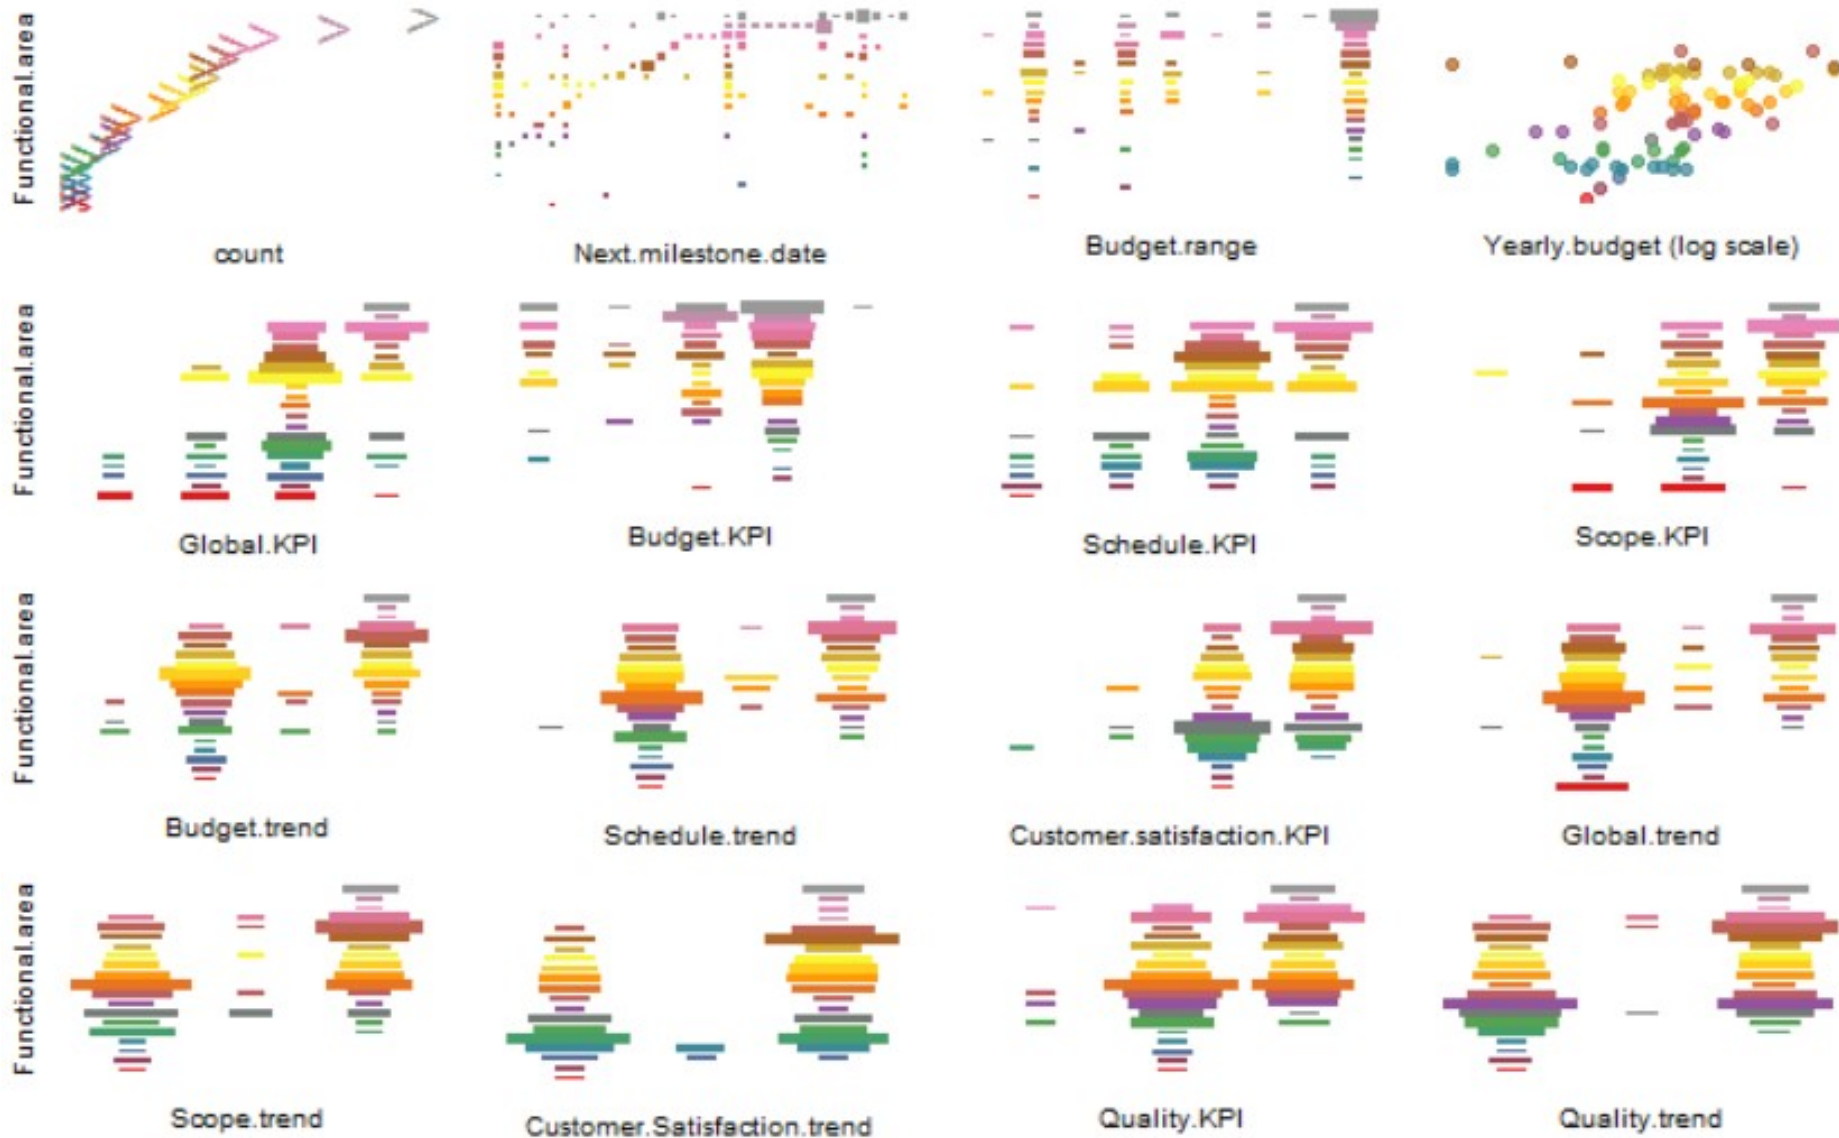 Functional.area
count
Next.milestone.date
Budget.range
Yearly.budget (log scale)
Functional.area
Global.KPI
Budget.KPI
Schedule.KPI
Scope.KPI
Functional.area
Budget.trend
Schedule.trend
Customer.satisfaction.KPI
Global.trend
Functional.area
Scope.trend
Customer.Satisfaction.trend
Quality.KPI
Quality.trend